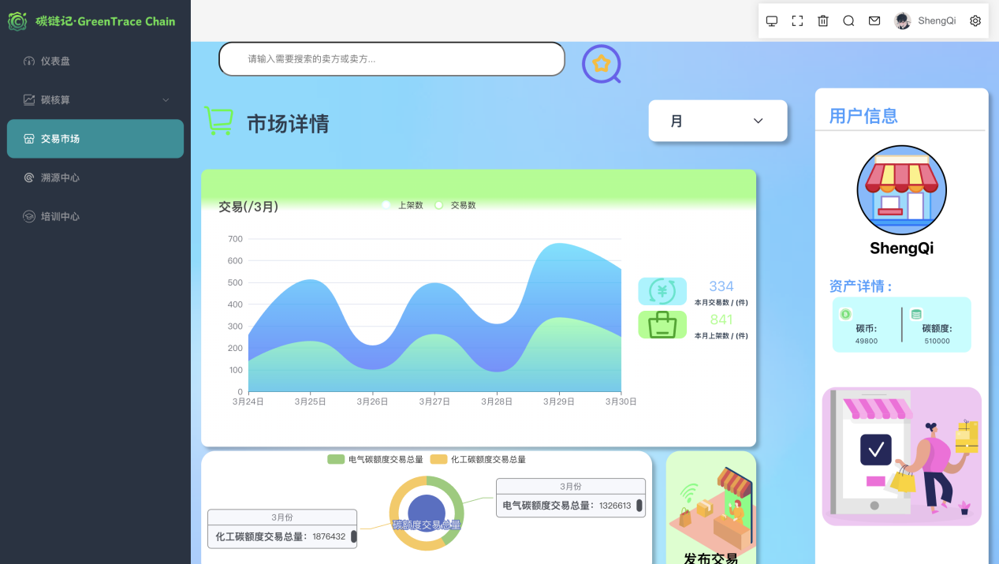 碳链记·GreenTrace Chain
仪表盘
碳核算
交易市场
溯源中心
培训中心
ShengQi
请输入需要搜索的卖方或卖方...
市场详情
月
交易(/3月)
上架数
交易数
700
600
500
400
300
200
100
0
3月24日
3月25日
3月26日
3月27日
3月28日
3月29日
3月30日
334
本月交易数 / (件)
841
本月上架数 / (件)
电气碳额度交易总量
化工碳额度交易总量
3月份
电气碳额度交易总量: 1326613
碳额度交易总量
3月份
化工碳额度交易总量: 1876432
发布交易
用户信息
ShengQi
资产详情 :
碳币:
49800
碳额度:
510000